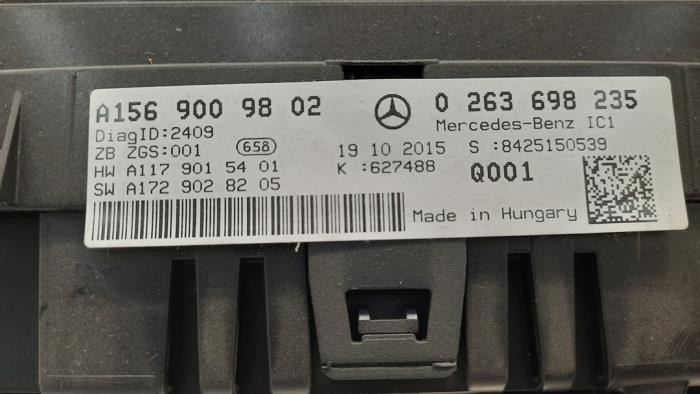 A156 900 98 02 0 263 698 235
DiagID:2409 Mercedes-Benz IC1
ZB ZGS:001 658 19 10 2015 S :8425150539
HW A117 901 54 01 K :627488 Q001
SW A172 902 82 05
Made in Hungary